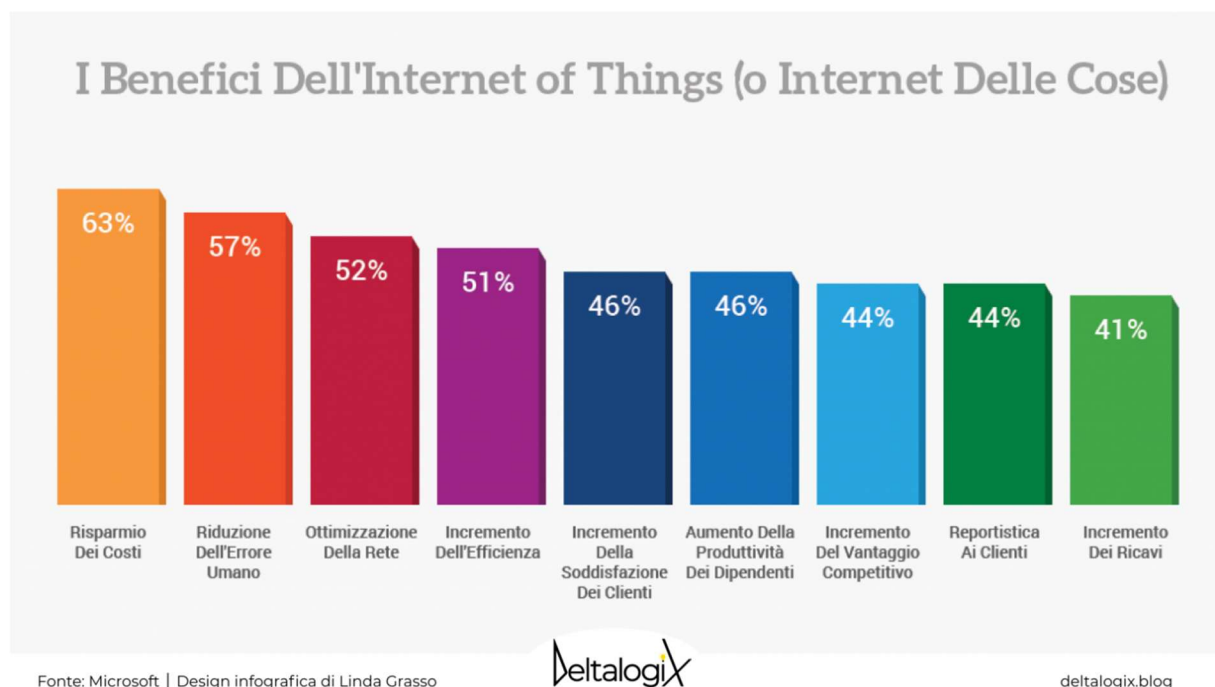 I Benefici Dell'Internet of Things (o Internet Delle Cose)
63%
57%
52%
51%
46%
46%
44%
44%
41%
Risparmio
Dei Costi
Riduzione
Dell'Errore
Umano
Ottimizzazione
Della Rete
Incremento
Dell'Efficienza
Incremento
Della
Soddisfazione
Dei Clienti
Aumento Della
Produttività
Dei Dipendenti
Incremento
Del Vantaggio
Competitivo
Reportistica
Ai Clienti
Incremento
Dei Ricavi
Fonte: Microsoft | Design infografica di Linda Grasso
DeltalogiX
deltalogix.blog